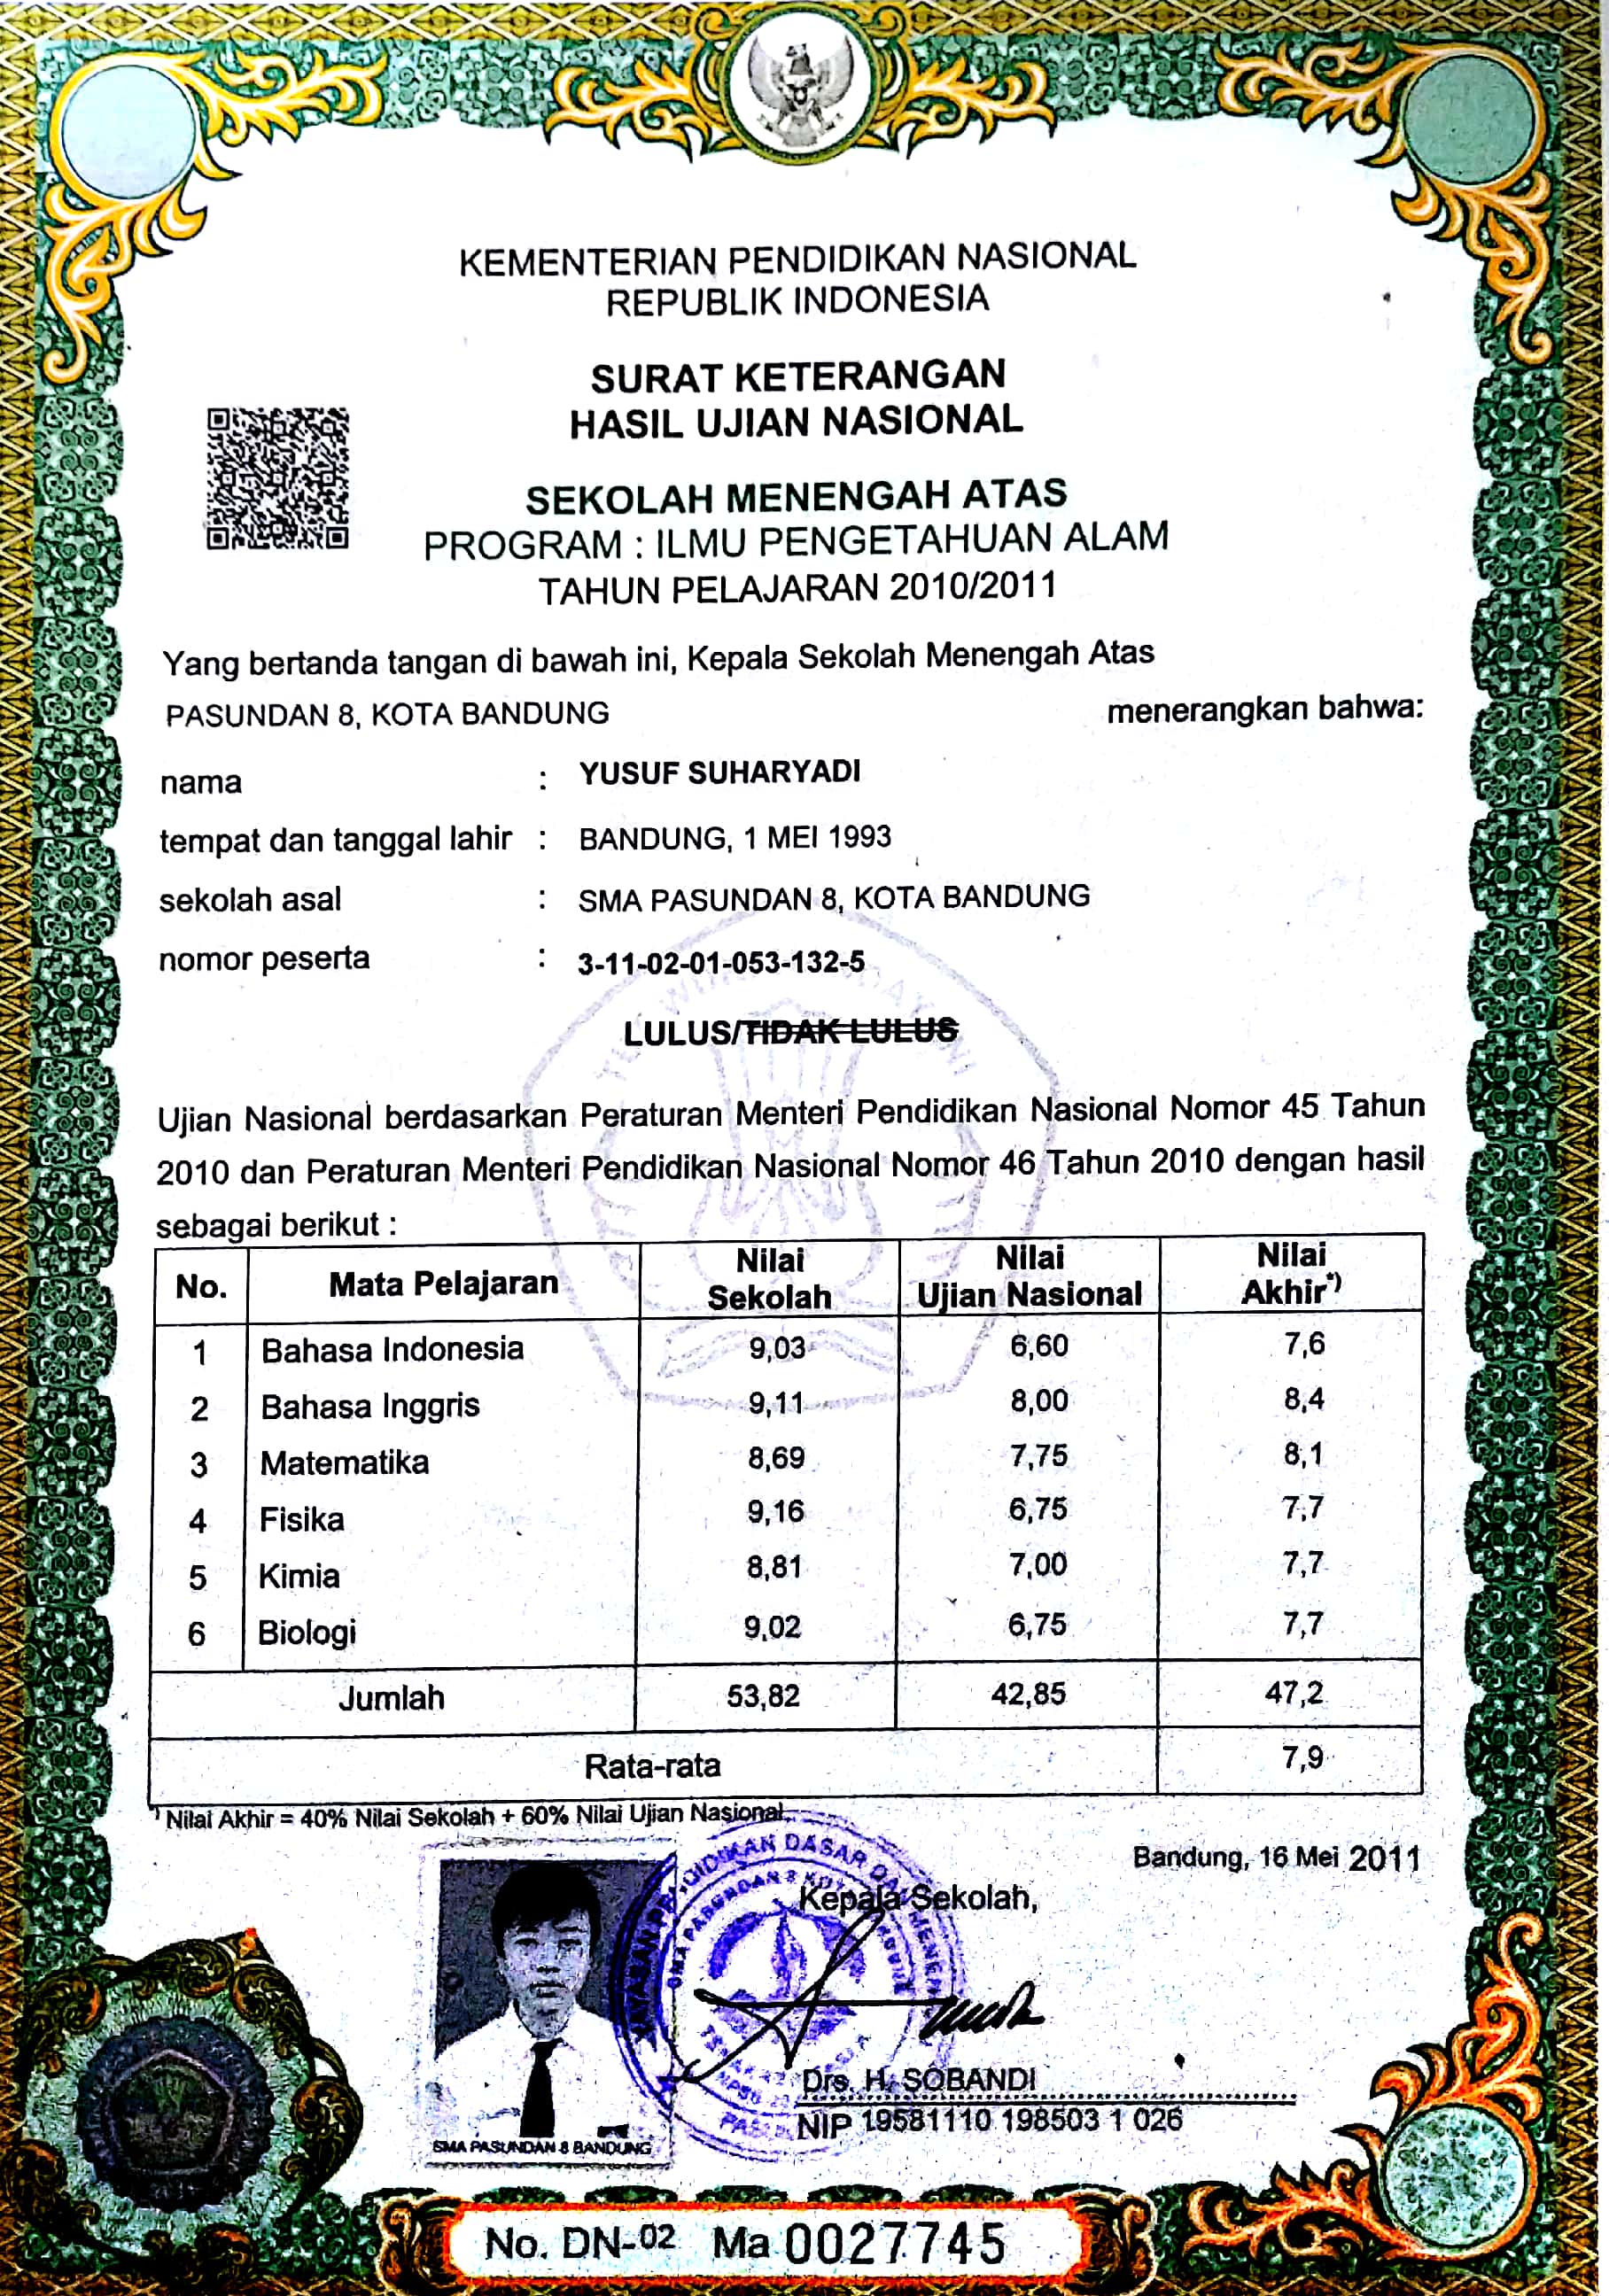 KEMENTERIAN PENDIDIKAN NASIONAL
REPUBLIK INDONESIA
SURAT KETERANGAN
HASIL UJIAN NASIONAL
SEKOLAH MENENGAH ATAS
PROGRAM : ILMU PENGETAHUAN ALAM
TAHUN PELAJARAN 2010/2011
Yang bertanda tangan di bawah ini, Kepala Sekolah Menengah Atas
PASUNDAN 8, KOTA BANDUNG menerangkan bahwa:
nama : YUSUF SUHARYADI
tempat dan tanggal lahir : BANDUNG, 1 MEI 1993
sekolah asal : SMA PASUNDAN 8, KOTA BANDUNG
nomor peserta : 3-11-02-01-053-132-5
LULUS/TIDAK LULUS
Ujian Nasional berdasarkan Peraturan Menteri Pendidikan Nasional Nomor 45 Tahun
2010 dan Peraturan Menteri Pendidikan Nasional Nomor 46 Tahun 2010 dengan hasil
sebagai berikut :
No. Mata Pelajaran Nilai Sekolah Nilai Ujian Nasional Nilai Akhir*)
1 Bahasa Indonesia 9,03 6,60 7,6
2 Bahasa Inggris 9,11 8,00 8,4
3 Matematika 8,69 7,75 8,1
4 Fisika 9,16 6,75 7,7
5 Kimia 8,81 7,00 7,7
6 Biologi 9,02 6,75 7,7
Jumlah 53,82 42,85 47,2
Rata-rata 7,9
*) Nilai Akhir = 40% Nilai Sekolah + 60% Nilai Ujian Nasional
Bandung, 16 Mei 2011
Kepala Sekolah,
Drs. H. SOBANDI
NIP 19581110 198503 1 026
SMA PASUNDAN 8 BANDUNG
No. DN-02 Ma 0027745